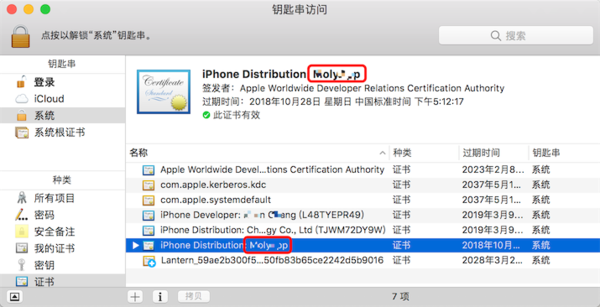 钥匙串访问
点按以解锁“系统”钥匙串。
搜索
钥匙串
登录
iCloud
系统
系统根证书
种类
所有项目
密码
安全备注
我的证书
密钥
证书
iPhone Distribution:
签发者：Apple Worldwide Developer Relations Certification Authority
过期时间：2018年10月28日 星期日 中国标准时间 下午5:12:17
此证书有效
名称 种类 过期时间 钥匙串
Apple Worldwide Devel...tions Certification Authority 证书 2023年2月8... 系统
com.apple.kerberos.kdc 证书 2037年5月1... 系统
com.apple.systemdefault 证书 2037年5月1... 系统
iPhone Developer: (L48TYEPR49) 证书 2019年3月9... 系统
iPhone Distribution: Ch...gy Co., Ltd (TJWM72DY9W) 证书 2019年3月9... 系统
iPhone Distribution: 证书 2018年10月... 系统
Lantern_59ae2b300f5...50fb83b65ce2242d5b9016 证书 2028年3月2... 系统
拷贝
7 项